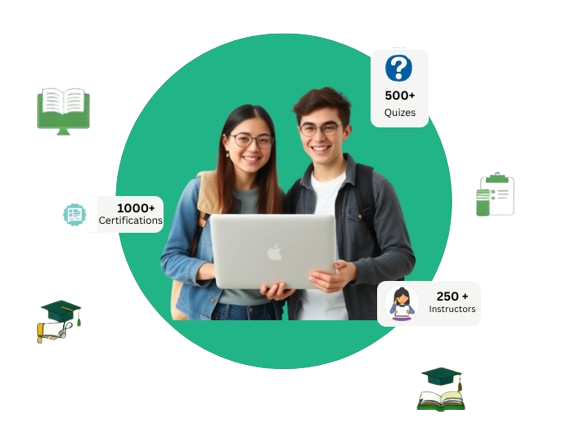 500+
Quizes
1000+
Certifications
250 +
Instructors